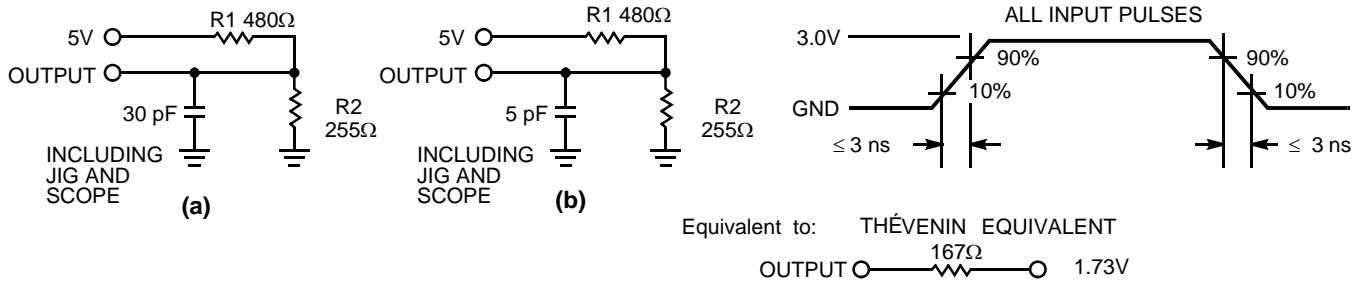 R1 480Ω
5V
OUTPUT
30 pF
R2
255Ω
INCLUDING
JIG AND
SCOPE
(a)
R1 480Ω
5V
OUTPUT
5 pF
R2
255Ω
INCLUDING
JIG AND
SCOPE
(b)
ALL INPUT PULSES
3.0V
90%
90%
10%
10%
GND
≤ 3 ns
≤ 3 ns
Equivalent to: THÉVENIN EQUIVALENT
167Ω
OUTPUT 1.73V